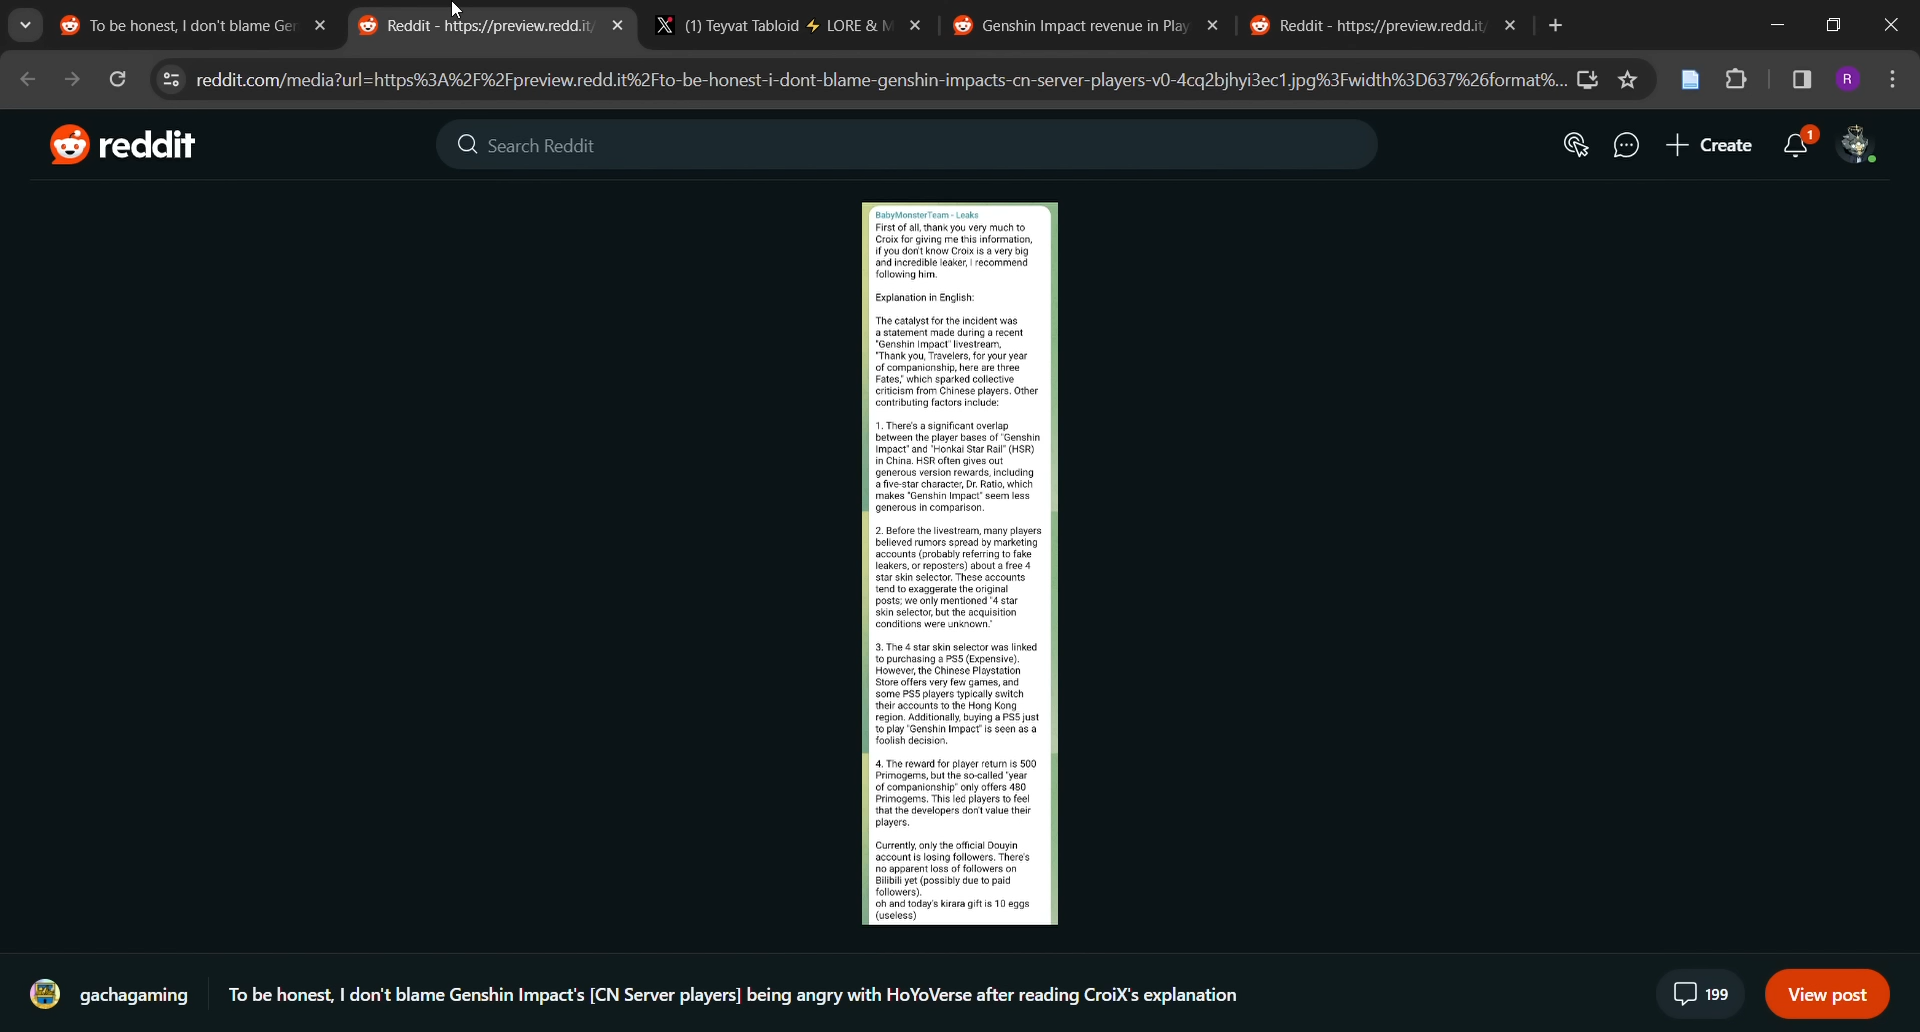 To be honest, I don't blame Gen
Reddit - https://preview.redd.it/
(1) Teyvat Tabloid ⚡ LORE & M
Genshin Impact revenue in Play
Reddit - https://preview.redd.it/
reddit.com/media?url=https%3A%2F%2Fpreview.redd.it%2Fto-be-honest-i-dont-blame-genshin-impacts-cn-server-players-v0-4cq2bjhyi3ec1.jpg%3Fwidth%3D637%26format%...
R
reddit
Search Reddit
Create
1
BabyMonsterTeam - Leaks
First of all, thank you very much to
Croix for giving me this information,
if you don't know Croix is a very big
and incredible leaker, I recommend
following him.
Explanation in English:
The catalyst for the incident was
a statement made during a recent
"Genshin Impact" livestream,
"Thank you, Travelers, for your year
of companionship, here are three
Fates," which sparked collective
criticism from Chinese players. Other
contributing factors include:
1. There's a significant overlap
between the player bases of "Genshin
Impact" and "Honkai Star Rail" (HSR)
in China. HSR often gives out
generous version rewards, including
a five-star character, Dr. Ratio, which
makes "Genshin Impact" seem less
generous in comparison.
2. Before the livestream, many players
believed rumors spread by marketing
accounts (probably referring to fake
leakers, or reposters) about a free 4
star skin selector. These accounts
tend to exaggerate the original
posts; we only mentioned "4 star
skin selector, but the acquisition
conditions were unknown."
3. The 4 star skin selector was linked
to purchasing a PS5 (Expensive).
However, the Chinese Playstation
Store offers very few games, and
some PS5 players typically switch
their accounts to the Hong Kong
region. Additionally, buying a PS5 just
to play "Genshin Impact" is seen as a
foolish decision.
4. The reward for player return is 500
Primogems, but the so-called "year
of companionship" only offers 480
Primogems. This led players to feel
that the developers don't value their
players.
Currently, only the official Douyin
account is losing followers. There's
no apparent loss of followers on
Bilibili yet (possibly due to paid
followers).
oh and today's kirara gift is 10 eggs
(useless)
gachagaming
To be honest, I don't blame Genshin Impact's [CN Server players] being angry with HoYoVerse after reading CroiX's explanation
199
View post